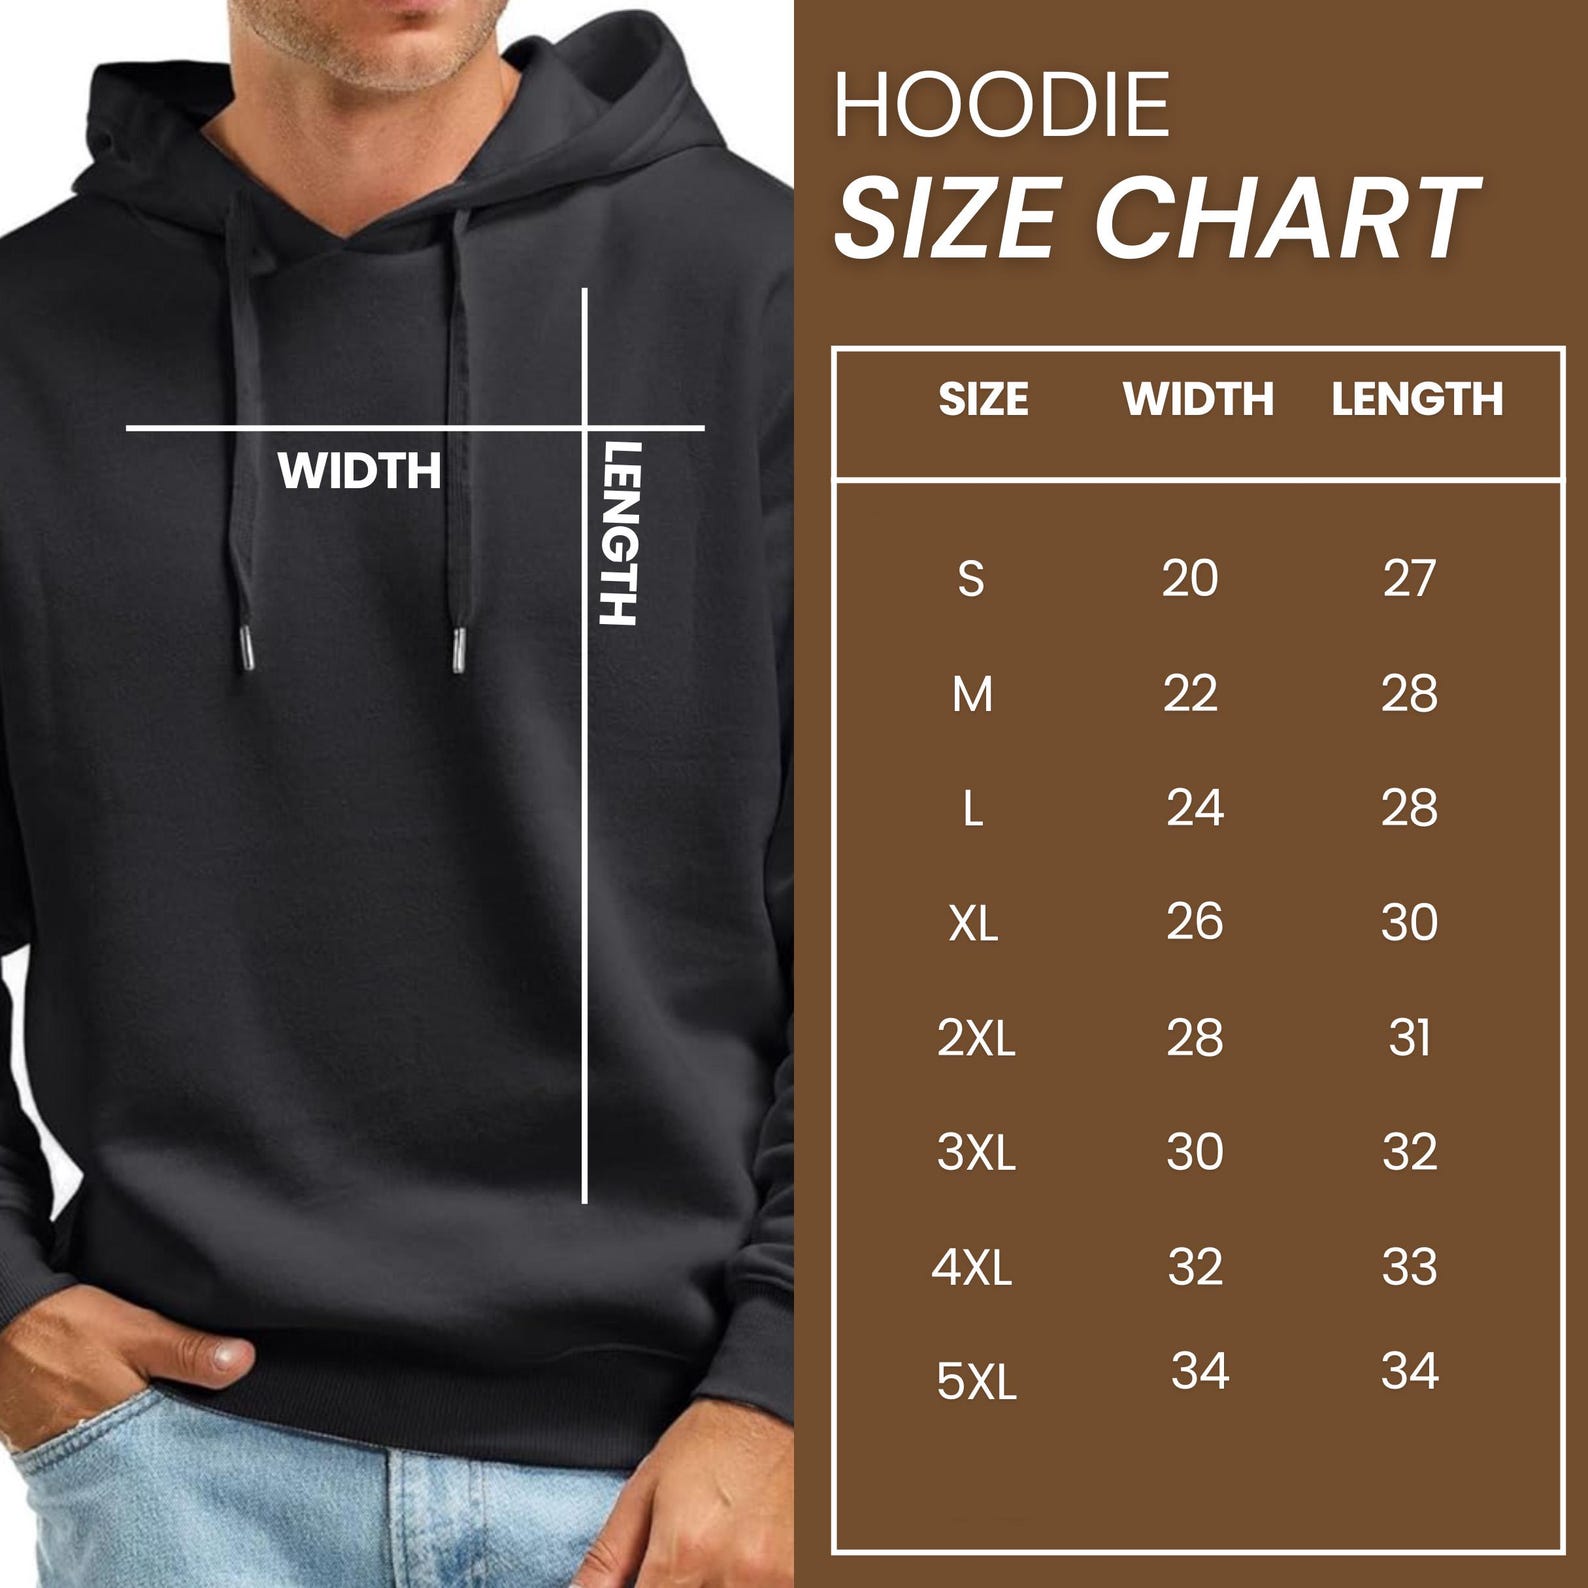 WIDTH
LENGTH
HOODIE
SIZE CHART
SIZE WIDTH LENGTH
S 20 27
M 22 28
L 24 28
XL 26 30
2XL 28 31
3XL 30 32
4XL 32 33
5XL 34 34